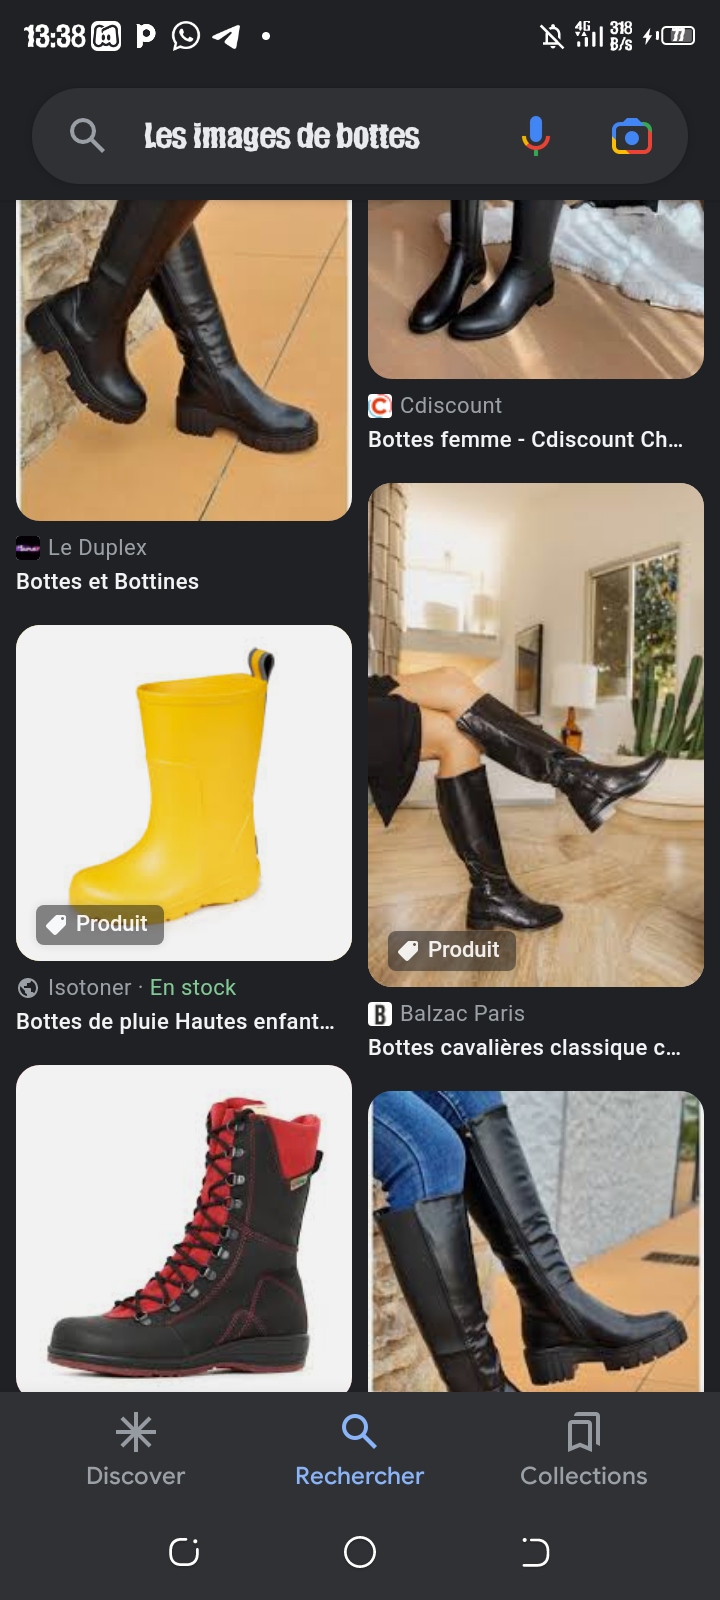 13:38
4G
318
B/s
77
Les images de bottes
Cdiscount
Bottes femme - Cdiscount Ch...
Le Duplex
Bottes et Bottines
Produit
Isotoner · En stock
Bottes de pluie Hautes enfant...
Produit
B
Balzac Paris
Bottes cavalières classique c...
Discover
Rechercher
Collections